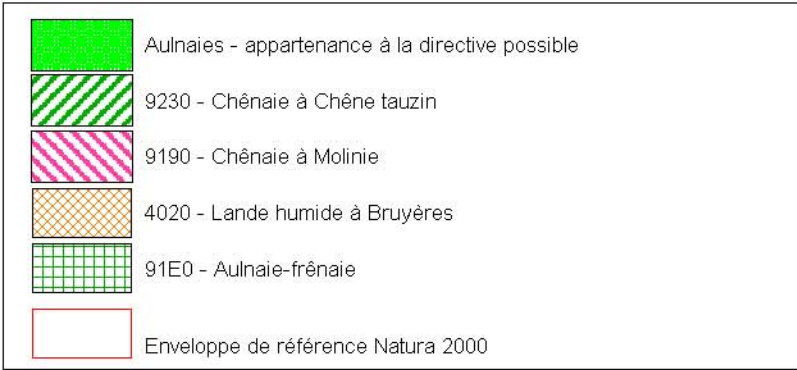 Aulnaies - appartenance à la directive possible
9230 - Chênaie à Chêne tauzin
9190 - Chênaie à Molinie
4020 - Lande humide à Bruyères
91E0 - Aulnaie-frênaie
Enveloppe de référence Natura 2000